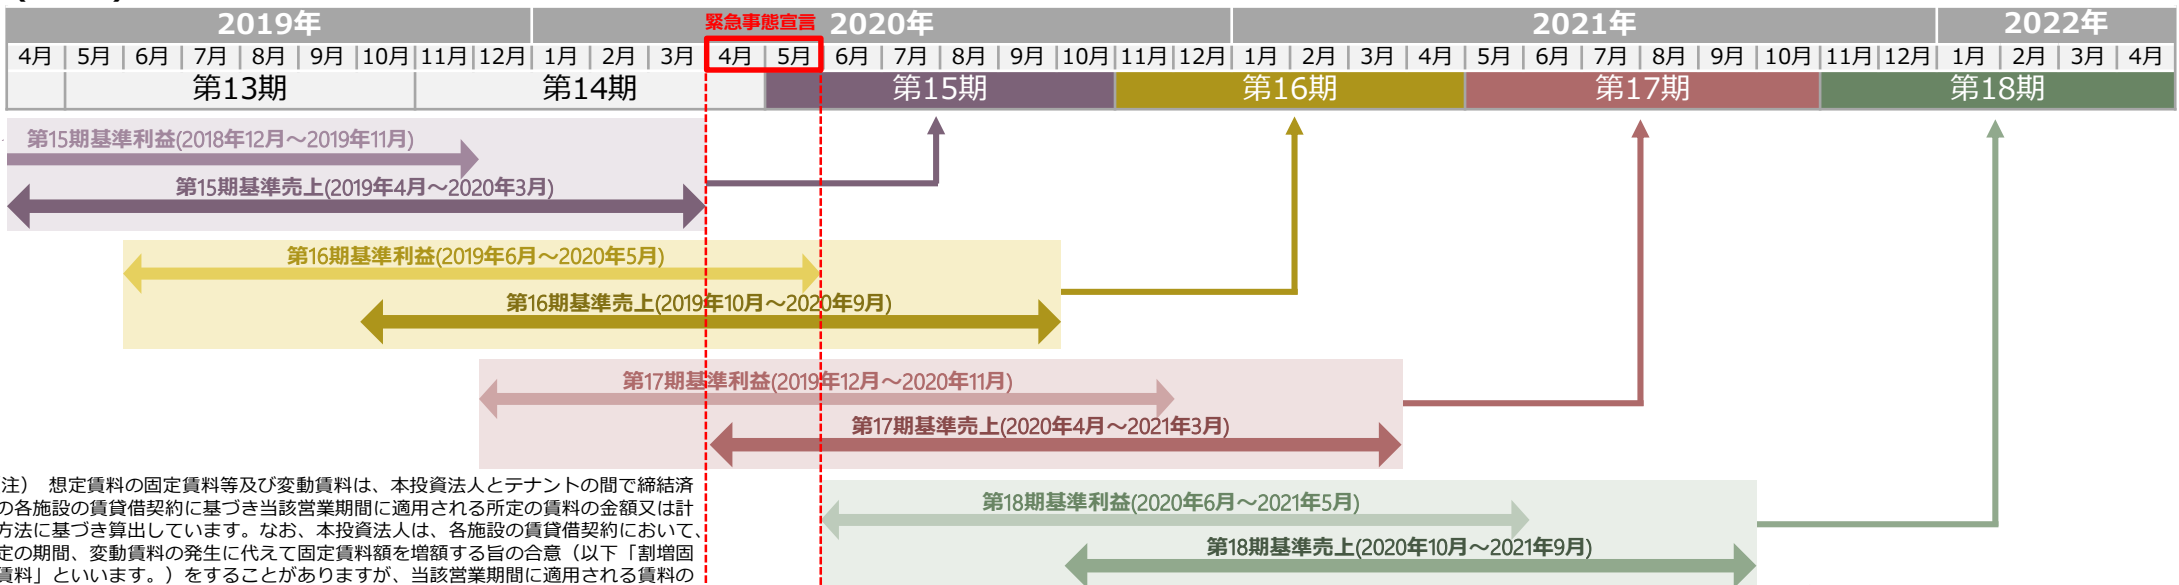 2019年 緊急事態宣言 2020年 2021年 2022年
4月 5月 6月 7月 8月 9月 10月 11月 12月 1月 2月 3月 4月 5月 6月 7月 8月 9月 10月 11月 12月 1月 2月 3月 4月 5月 6月 7月 8月 9月 10月 11月 12月 1月 2月 3月 4月
第13期 第14期 第15期 第16期 第17期 第18期
第15期基準利益(2018年12月～2019年11月)
第15期基準売上(2019年4月～2020年3月)
第16期基準利益(2019年6月～2020年5月)
第16期基準売上(2019年10月～2020年9月)
第17期基準利益(2019年12月～2020年11月)
第17期基準売上(2020年4月～2021年3月)
第18期基準利益(2020年6月～2021年5月)
第18期基準売上(2020年10月～2021年9月)
注） 想定賃料の固定賃料等及び変動賃料は、本投資法人とテナントの間で締結済
の各施設の賃貸借契約に基づき当該営業期間に適用される所定の賃料の金額又は計
方法に基づき算出しています。なお、本投資法人は、各施設の賃貸借契約において、
定の期間、変動賃料の発生に代えて固定賃料額を増額する旨の合意（以下「割増固
賃料」といいます。）をすることがありますが、当該営業期間に適用される賃料の